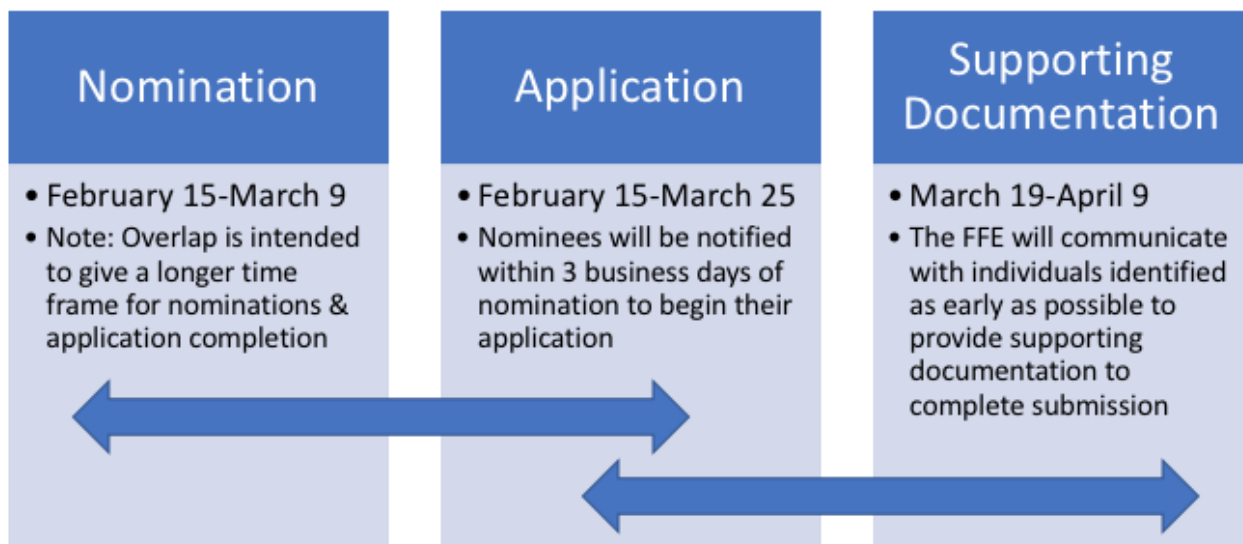 Nomination
• February 15-March 9
• Note: Overlap is intended
to give a longer time
frame for nominations &
application completion
Application
• February 15-March 25
• Nominees will be notified
within 3 business days of
nomination to begin their
application
Supporting
Documentation
• March 19-April 9
• The FFE will communicate
with individuals identified
as early as possible to
provide supporting
documentation to
complete submission